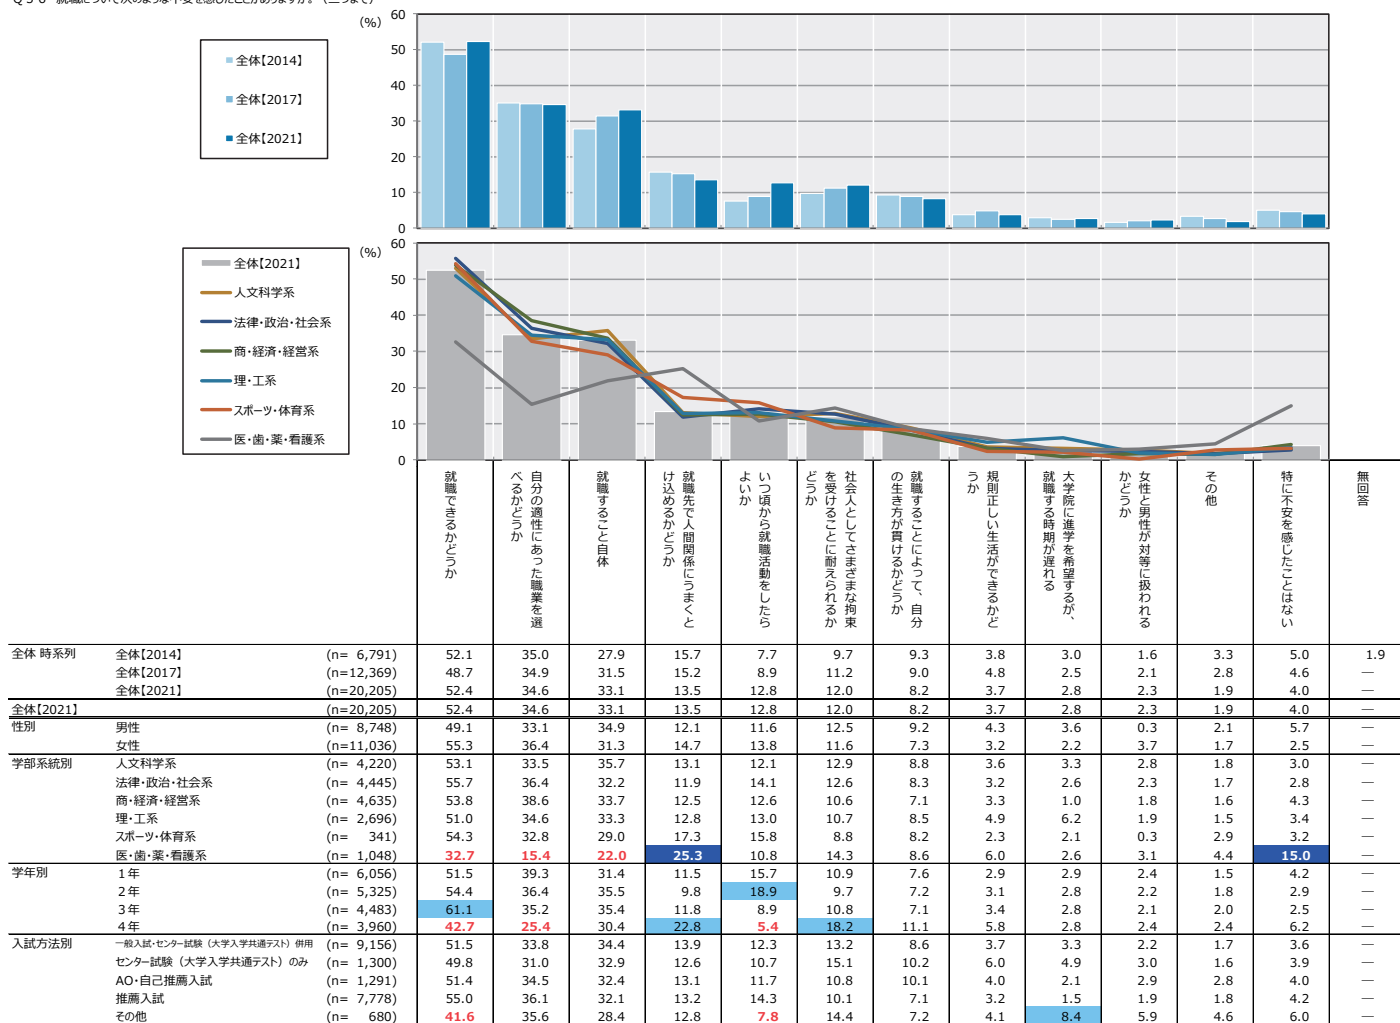 Q38 就職について次のような不安を感じたことがありますか。（三つまで）
(%)
60
50
40
30
20
10
0
全体【2014】
全体【2017】
全体【2021】
(%)
60
50
40
30
20
10
0
全体【2021】
人文科学系
法律・政治・社会系
商・経済・経営系
理・工系
スポーツ・体育系
医・歯・薬・看護系
就職できるかどうか
自分の適性にあった職業を選
べるかどうか
就職すること自体
就職先で人間関係にうまくと
け込めるかどうか
いつ頃から就職活動をしたら
よいか
社会人としてさまざまな拘束
を受けることに耐えられるか
どうか
就職することによって、自分
の生き方が貫けるかどうか
規則正しい生活ができるかど
うか
大学院に進学を希望するが、
就職する時期が遅れる
女性と男性が対等に扱われる
かどうか
その他
特に不安を感じたことはない
無回答
全体 時系列 全体【2014】 (n= 6,791) 52.1 35.0 27.9 15.7 7.7 9.7 9.3 3.8 3.0 1.6 3.3 5.0 1.9
全体【2017】 (n=12,369) 48.7 34.9 31.5 15.2 8.9 11.2 9.0 4.8 2.5 2.1 2.8 4.6 —
全体【2021】 (n=20,205) 52.4 34.6 33.1 13.5 12.8 12.0 8.2 3.7 2.8 2.3 1.9 4.0 —
全体【2021】 (n=20,205) 52.4 34.6 33.1 13.5 12.8 12.0 8.2 3.7 2.8 2.3 1.9 4.0 —
性別 男性 (n= 8,748) 49.1 33.1 34.9 12.1 11.6 12.5 9.2 4.3 3.6 0.3 2.1 5.7 —
女性 (n=11,036) 55.3 36.4 31.3 14.7 13.8 11.6 7.3 3.2 2.2 3.7 1.7 2.5 —
学部系統別 人文科学系 (n= 4,220) 53.1 33.5 35.7 13.1 12.1 12.9 8.8 3.6 3.3 2.8 1.8 3.0 —
法律・政治・社会系 (n= 4,445) 55.7 36.4 32.2 11.9 14.1 12.6 8.3 3.2 2.6 2.3 1.7 2.8 —
商・経済・経営系 (n= 4,635) 53.8 38.6 33.7 12.5 12.6 10.6 7.1 3.3 1.0 1.8 1.6 4.3 —
理・工系 (n= 2,696) 51.0 34.6 33.3 12.8 13.0 10.7 8.5 4.9 6.2 1.9 1.5 3.4 —
スポーツ・体育系 (n= 341) 54.3 32.8 29.0 17.3 15.8 8.8 8.2 2.3 2.1 0.3 2.9 3.2 —
医・歯・薬・看護系 (n= 1,048) 32.7 15.4 22.0 25.3 10.8 14.3 8.6 6.0 2.6 3.1 4.4 15.0 —
学年別 1年 (n= 6,056) 51.5 39.3 31.4 11.5 15.7 10.9 7.6 2.9 2.9 2.4 1.5 4.2 —
2年 (n= 5,325) 54.4 36.4 35.5 9.8 18.9 9.7 7.2 3.1 2.8 2.2 1.8 2.9 —
3年 (n= 4,483) 61.1 35.2 35.4 11.8 8.9 10.8 7.1 3.4 2.8 2.1 2.0 2.5 —
4年 (n= 3,960) 42.7 25.4 30.4 22.8 5.4 18.2 11.1 5.8 2.8 2.4 2.4 6.2 —
入試方法別 一般入試・センター試験（大学入学共通テスト）併用 (n= 9,156) 51.5 33.8 34.4 13.9 12.3 13.2 8.6 3.7 3.3 2.2 1.7 3.6 —
センター試験（大学入学共通テスト）のみ (n= 1,300) 49.8 31.0 32.9 12.6 10.7 15.1 10.2 6.0 4.9 3.0 1.6 3.9 —
AO・自己推薦入試 (n= 1,291) 51.4 34.5 32.4 13.1 11.7 10.8 10.1 4.0 2.1 2.9 2.8 4.0 —
推薦入試 (n= 7,778) 55.0 36.1 32.1 13.2 14.3 10.1 7.1 3.2 1.5 1.9 1.8 4.2 —
その他 (n= 680) 41.6 35.6 28.4 12.8 7.8 14.4 7.2 4.1 8.4 5.9 4.6 6.0 —